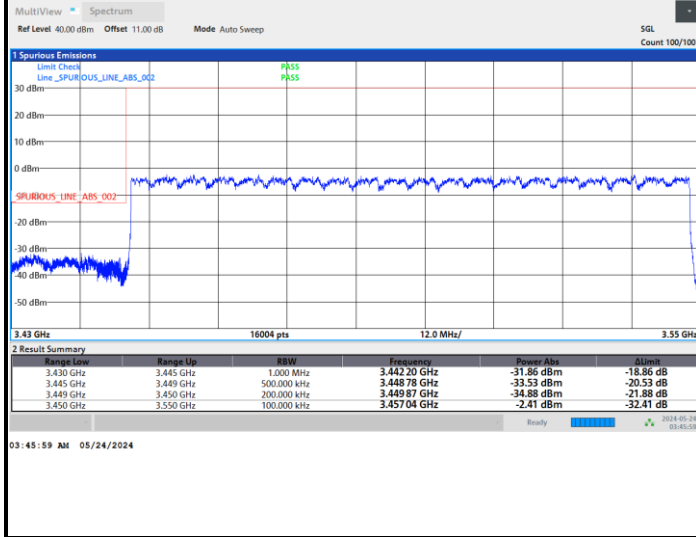 MultiView Spectrum
Ref Level 40.00 dBm Offset 11.00 dB Mode Auto Sweep SGL
Count 100/100
1 Spurious Emissions
Limit Check PASS
Line _SPURIOUS_LINE_ABS_002 PASS
30 dBm
20 dBm
10 dBm
0 dBm
SPURIOUS_LINE_ABS_002
-20 dBm
-30 dBm
-40 dBm
-50 dBm
3.43 GHz 16004 pts 12.0 MHz/ 3.55 GHz
2 Result Summary
Range Low Range Up RBW Frequency Power Abs ΔLimit
3.430 GHz 3.445 GHz 1.000 MHz 3.442 20 GHz -31.86 dBm -18.86 dB
3.445 GHz 3.449 GHz 500.000 kHz 3.448 78 GHz -33.53 dBm -20.53 dB
3.449 GHz 3.450 GHz 200.000 kHz 3.449 87 GHz -34.88 dBm -21.88 dB
3.450 GHz 3.550 GHz 100.000 kHz 3.457 04 GHz -2.41 dBm -32.41 dB
Ready 2024-05-24
03:45:58
03:45:59 AM 05/24/2024